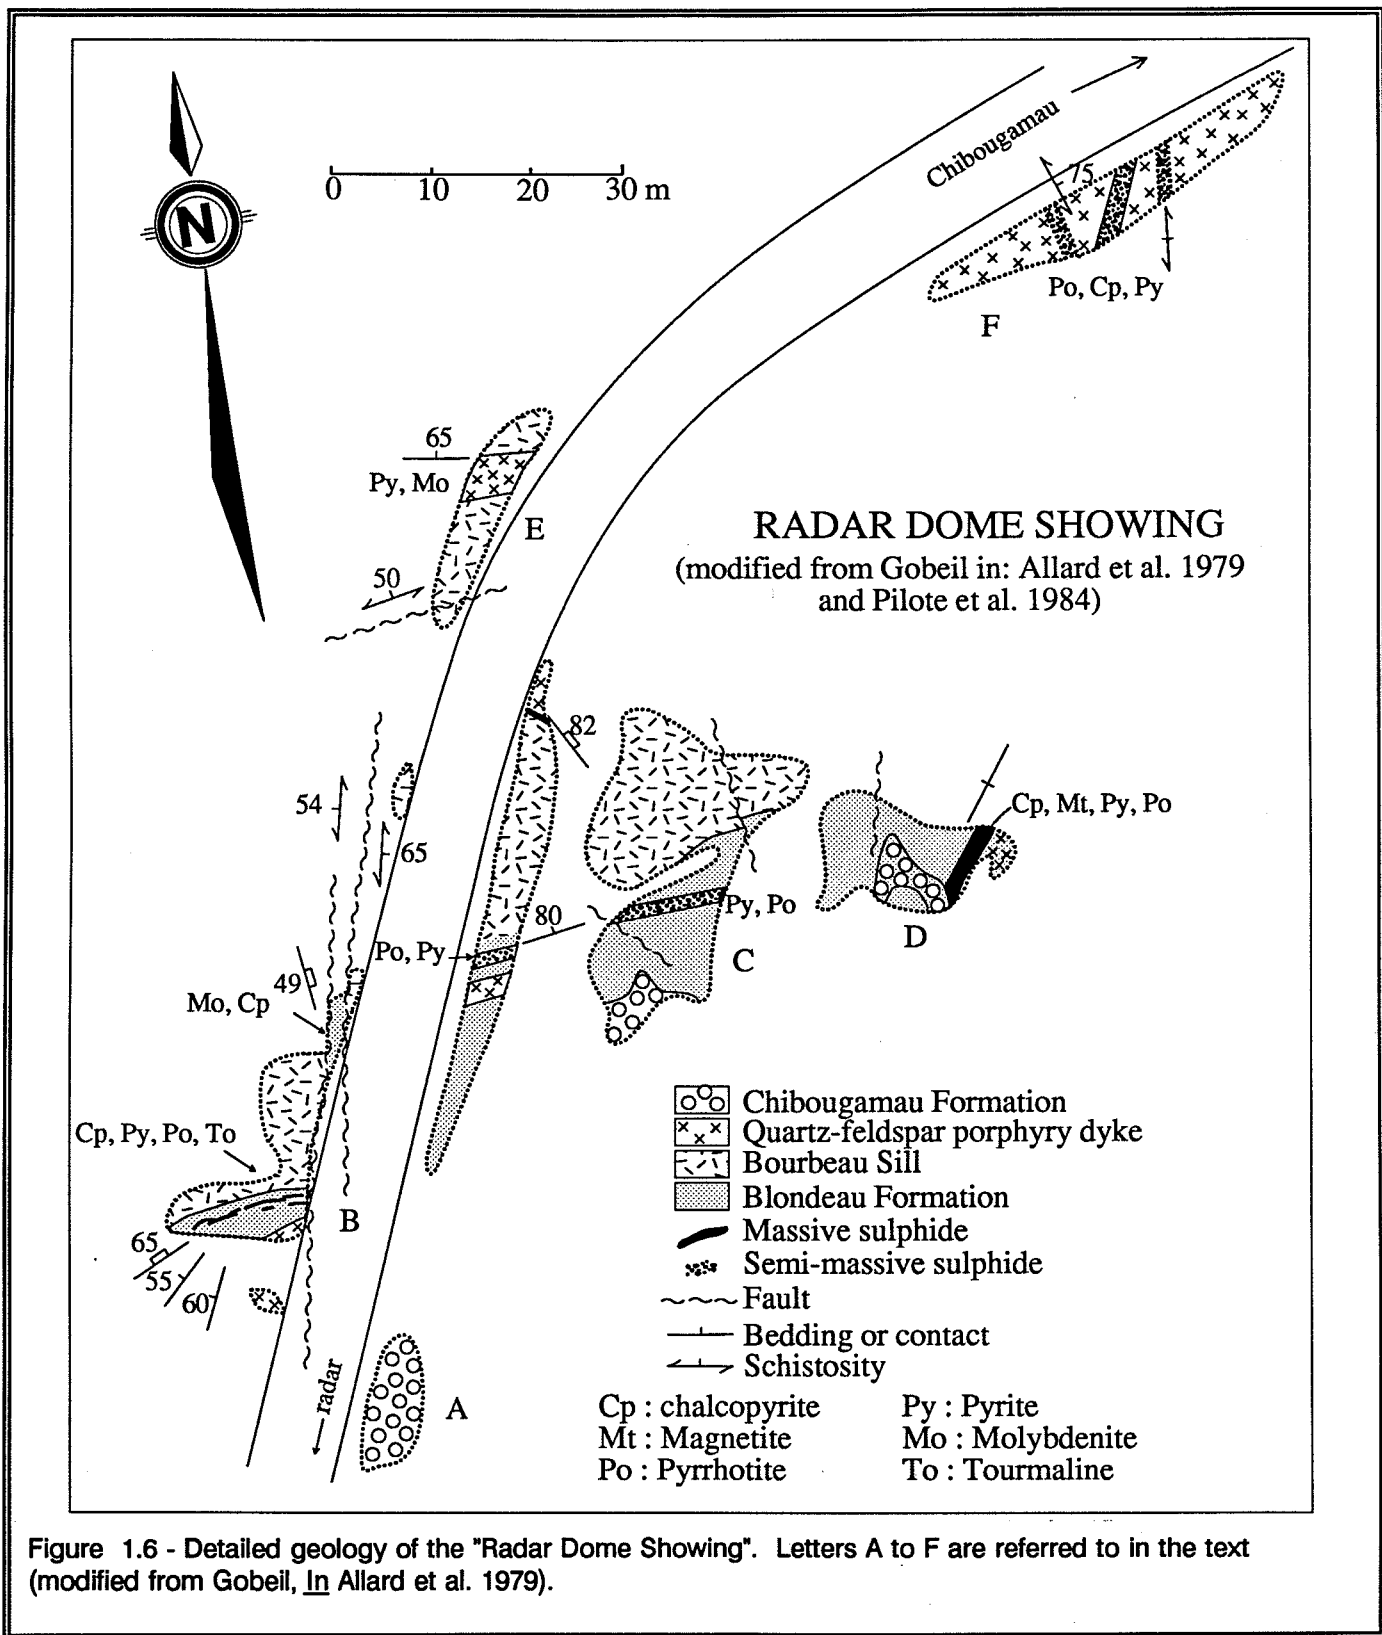 N
0 10 20 30 m
Chibougamau
75
Po, Cp, Py
F
65
Py, Mo
E
50
RADAR DOME SHOWING
(modified from Gobeil in: Allard et al. 1979
and Pilote et al. 1984)
82
54
65
Cp, Mt, Py, Po
80
Py, Po
D
C
Po, Py
49
Mo, Cp
Cp, Py, Po, To
B
65
55
60
radar
A
Chibougamau Formation
Quartz-feldspar porphyry dyke
Bourbeau Sill
Blondeau Formation
Massive sulphide
Semi-massive sulphide
Fault
Bedding or contact
Schistosity
Cp : chalcopyrite Py : Pyrite
Mt : Magnetite Mo : Molybdenite
Po : Pyrrhotite To : Tourmaline
Figure 1.6 - Detailed geology of the "Radar Dome Showing". Letters A to F are referred to in the text
(modified from Gobeil, In Allard et al. 1979).